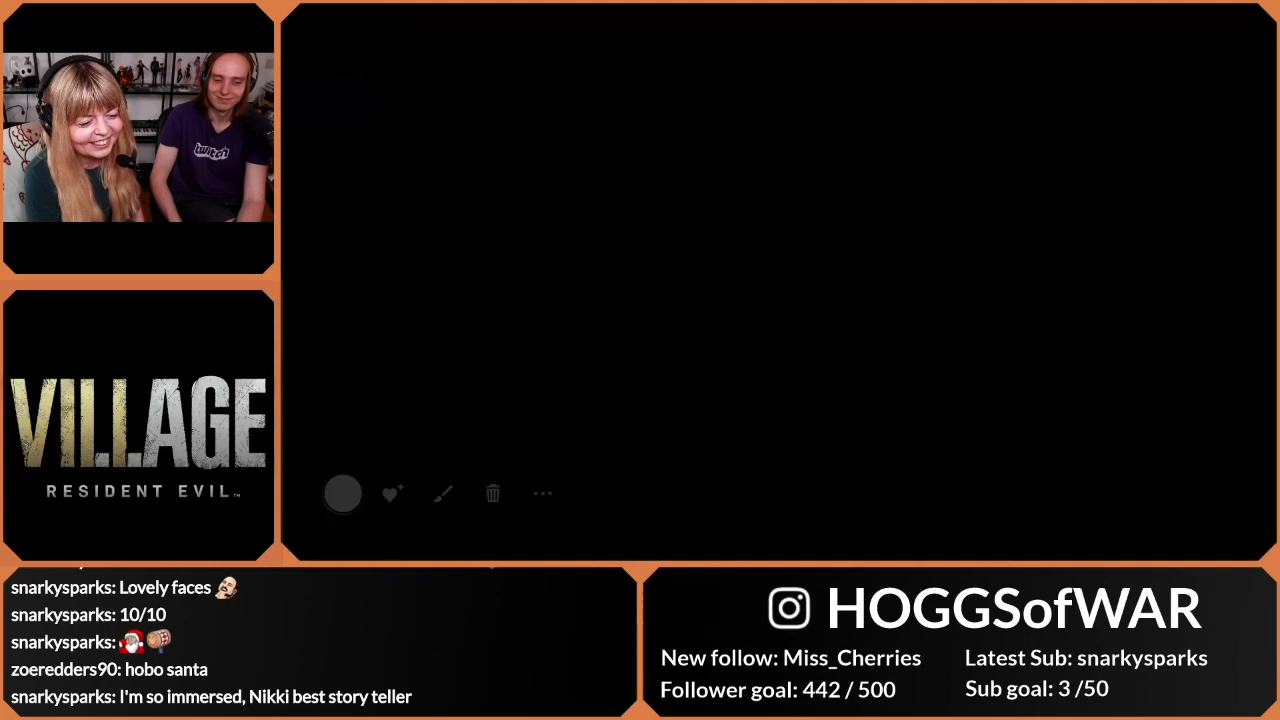 twitch
VILLAGE
RESIDENT EVIL™
snarkysparks: Lovely faces
snarkysparks: 10/10
snarkysparks:
zoeredders90: hobo santa
snarkysparks: I'm so immersed, Nikki best story teller
HOGGSofWAR
New follow: Miss_Cherries
Latest Sub: snarkysparks
Follower goal: 442 / 500
Sub goal: 3 /50